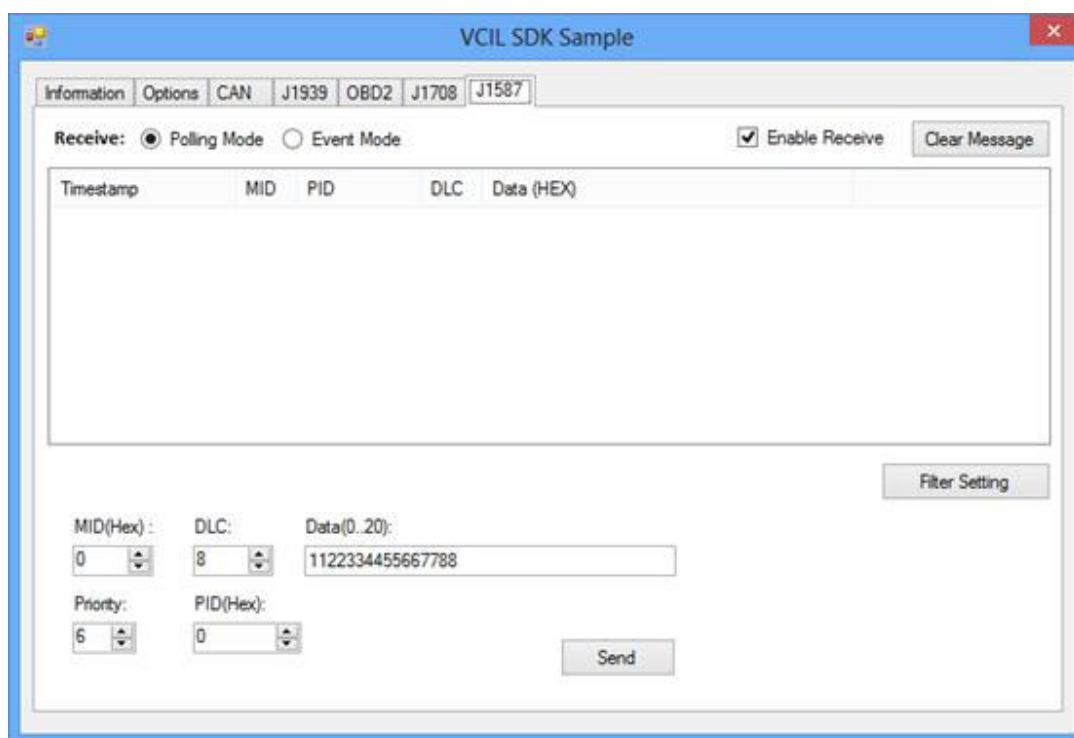 VCIL SDK Sample
Information Options CAN J1939 OBD2 J1708 J1587
Receive: Polling Mode Event Mode Enable Receive Clear Message
Timestamp MID PID DLC Data (HEX)
Filter Setting
MID(Hex) : DLC: Data(0..20):
0 8 1122334455667788
Priority: PID(Hex):
6 0
Send